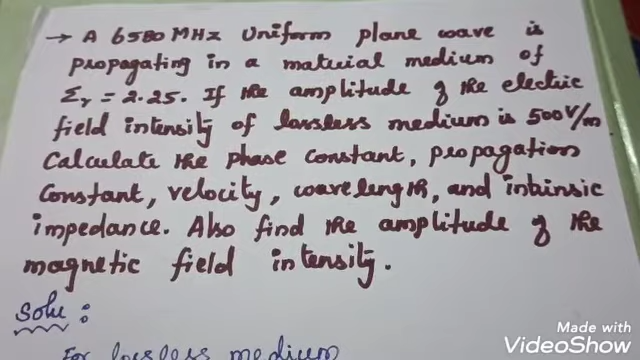 → A 6580 MHz Uniform plane wave is
propagating in a material medium of
Σr = 2.25. If the amplitude of the electric
field intensity of lossless medium is 500 V/m
Calculate the phase constant, propagation
constant, velocity, wavelength, and intrinsic
impedance. Also find the amplitude of the
magnetic field intensity.
Solu :
For lossless medium
Made with
VideoShow